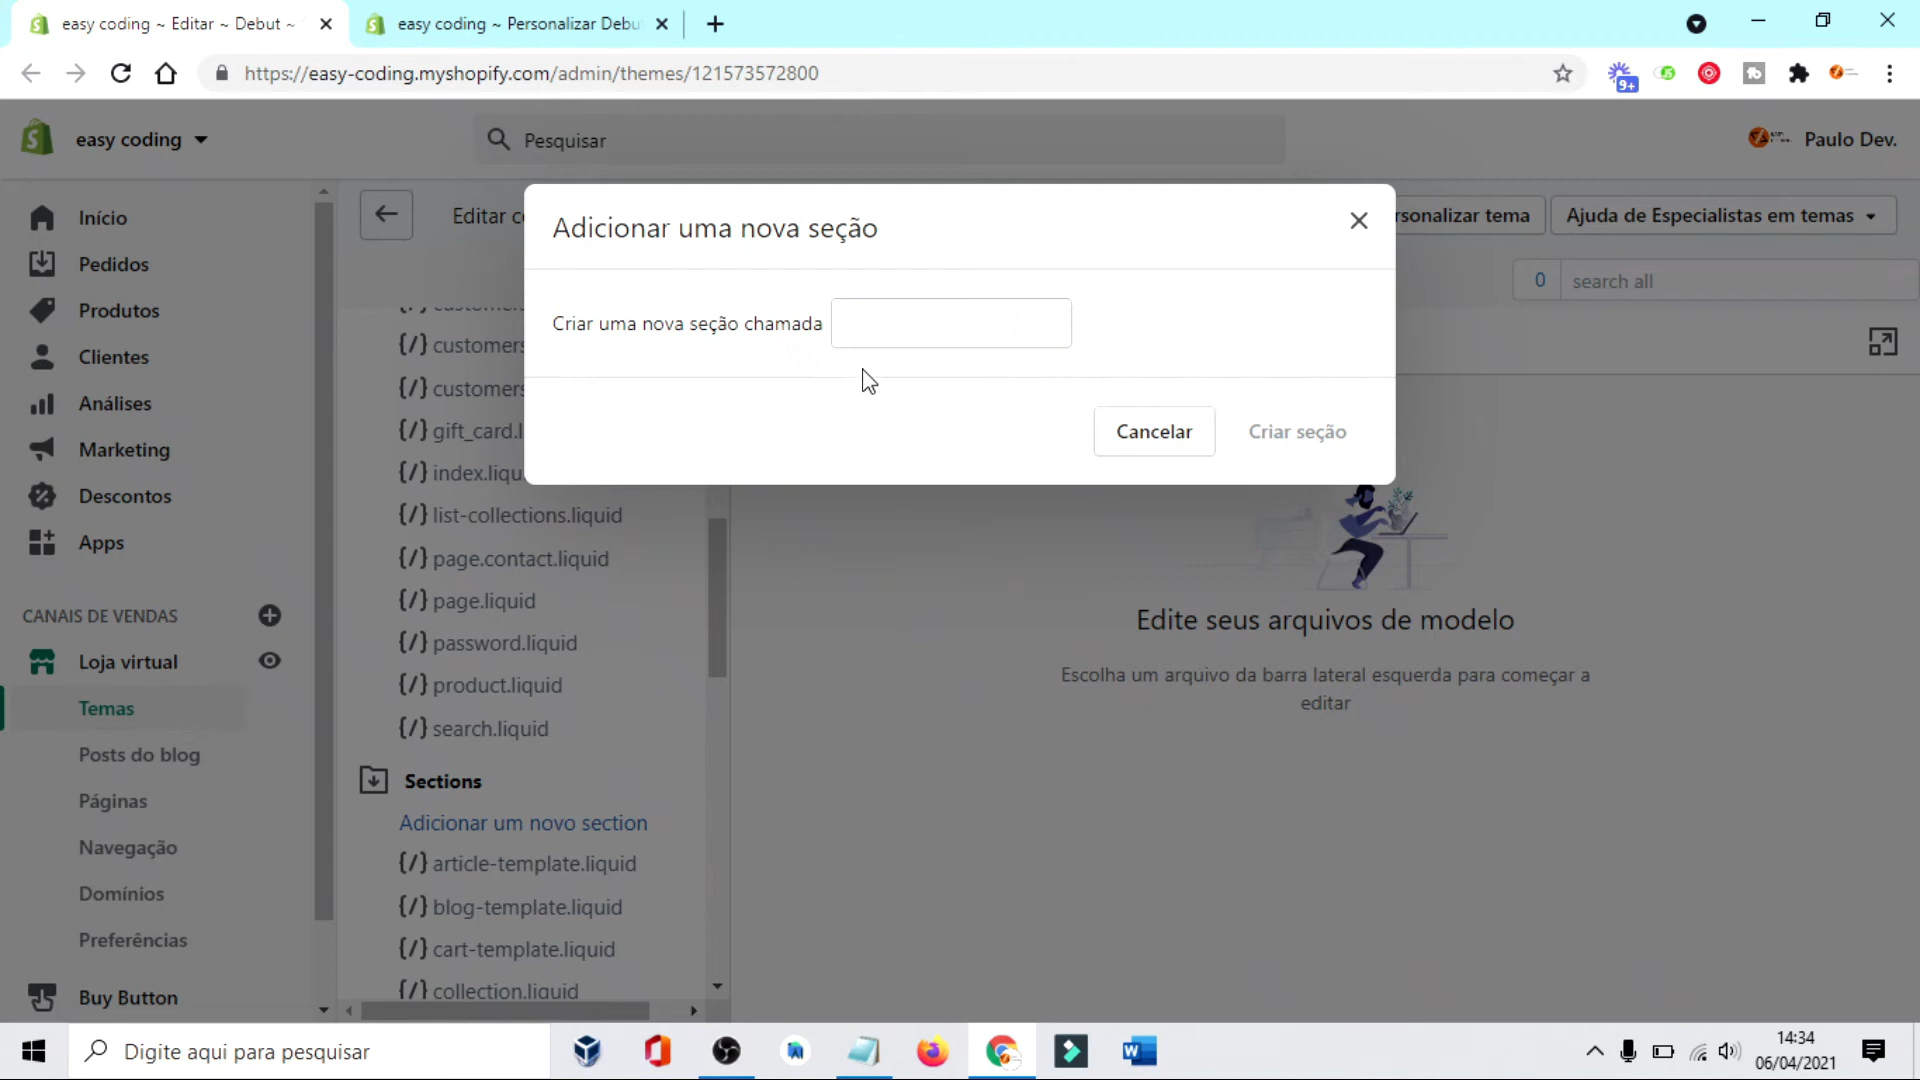 easy coding ~ Editar ~ Debut ~
easy coding ~ Personalizar Debu
https://easy-coding.myshopify.com/admin/themes/121573572800
9+
easy coding
Pesquisar
Paulo Dev.
Início
Pedidos
Produtos
Clientes
Análises
Marketing
Descontos
Apps
CANAIS DE VENDAS
Loja virtual
Temas
Posts do blog
Páginas
Navegação
Domínios
Preferências
Buy Button
Editar c
rsonalizar tema
Ajuda de Especialistas em temas
0
search all
Adicionar uma nova seção
Criar uma nova seção chamada
Cancelar
Criar seção
{/} customers
{/} customers
{/} customers
{/} gift_card.l
{/} index.liqu
{/} list-collections.liquid
{/} page.contact.liquid
{/} page.liquid
{/} password.liquid
{/} product.liquid
{/} search.liquid
Sections
Adicionar um novo section
{/} article-template.liquid
{/} blog-template.liquid
{/} cart-template.liquid
{/} collection.liquid
Edite seus arquivos de modelo
Escolha um arquivo da barra lateral esquerda para começar a
editar
Digite aqui para pesquisar
14:34
06/04/2021